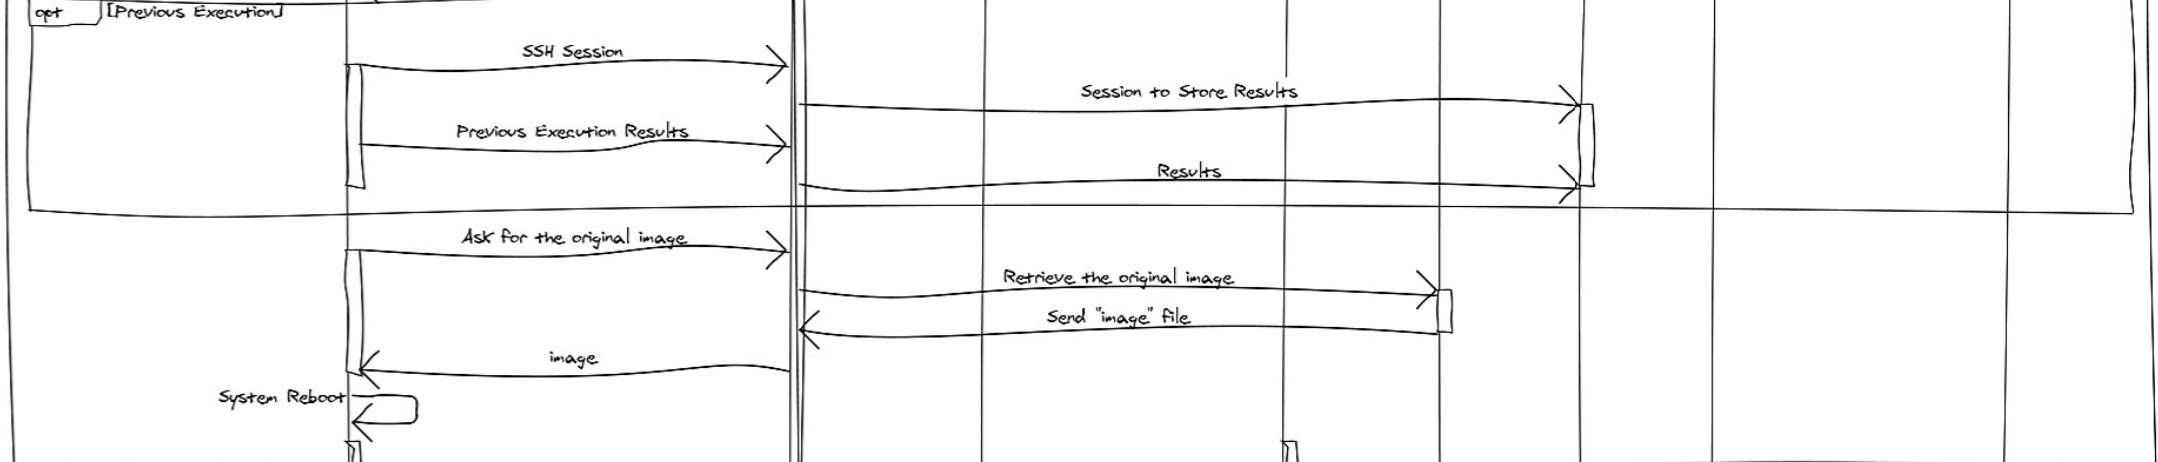 opt
[Previous Execution]
SSH Session
Session to Store Results
Previous Execution Results
Results
Ask for the original image
Retrieve the original image
Send "image" file
image
System Reboot